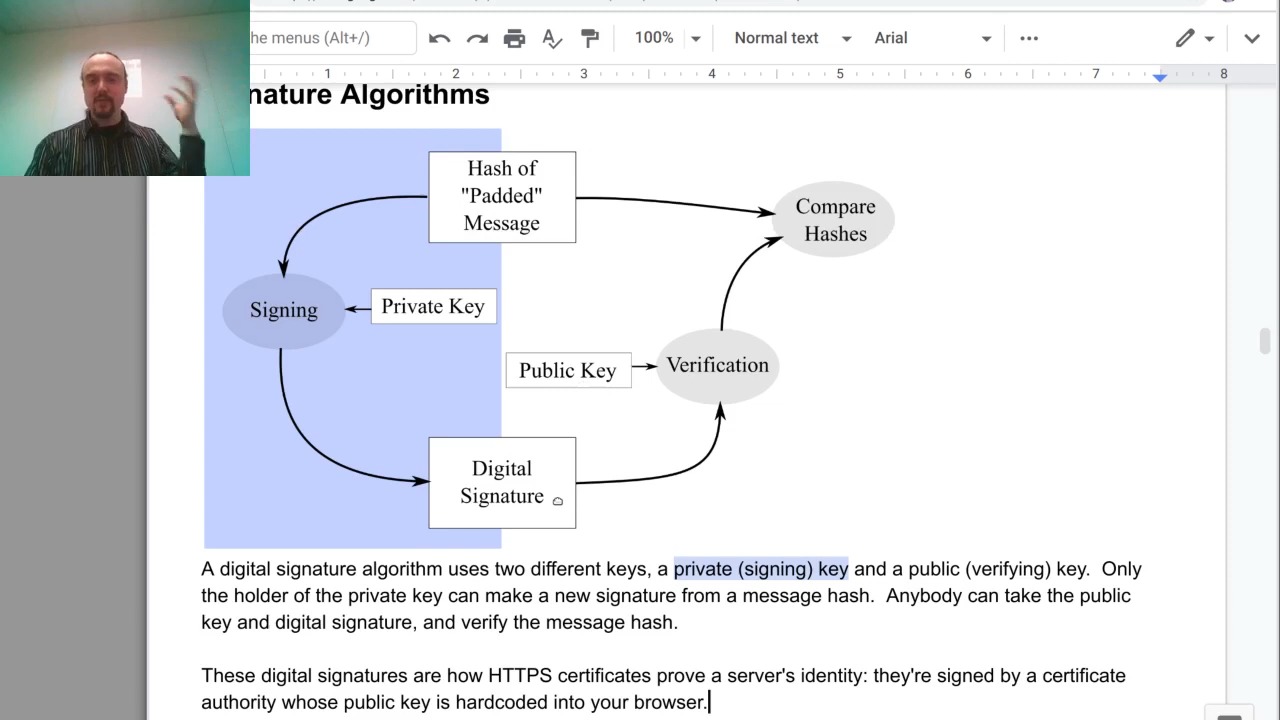 he menus (Alt+/)
100%
Normal text
Arial
1 2 3 4 5 6 7 8
nature Algorithms
Hash of
"Padded"
Message
Compare
Hashes
Signing
Private Key
Public Key
Verification
Digital
Signature
A digital signature algorithm uses two different keys, a private (signing) key and a public (verifying) key.  Only
the holder of the private key can make a new signature from a message hash.  Anybody can take the public
key and digital signature, and verify the message hash.
These digital signatures are how HTTPS certificates prove a server's identity: they're signed by a certificate
authority whose public key is hardcoded into your browser.